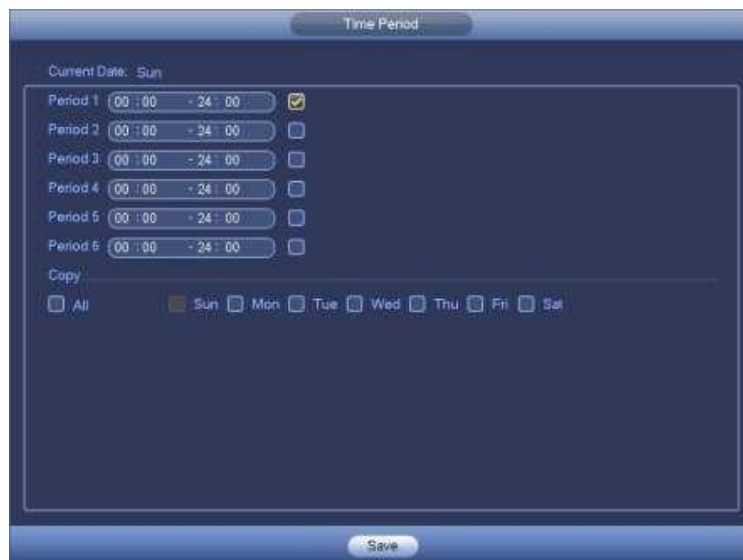 Time Period
Current Date: Sun
Period 1 00 : 00 - 24 : 00
Period 2 00 : 00 - 24 : 00
Period 3 00 : 00 - 24 : 00
Period 4 00 : 00 - 24 : 00
Period 5 00 : 00 - 24 : 00
Period 6 00 : 00 - 24 : 00
Copy
All Sun Mon Tue Wed Thu Fri Sat
Save